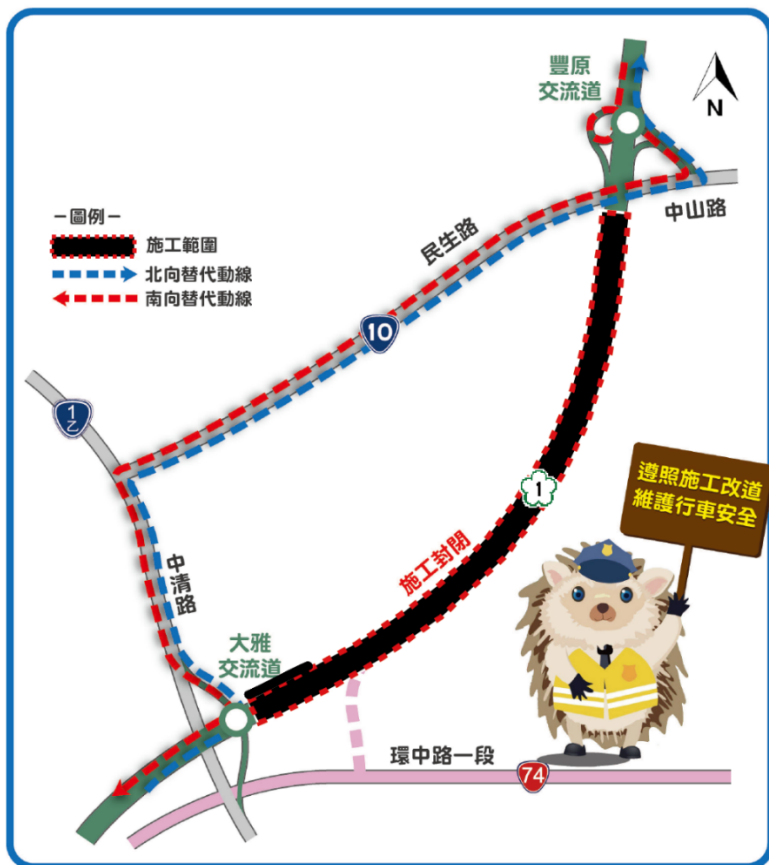 豐原
交流道
N
中山路
－圖例－
施工範圍
北向替代動線
南向替代動線
民生路
10
1
乙
1
遵照施工改道
維護行車安全
施工封閉
中清路
大雅
交流道
環中路一段
74